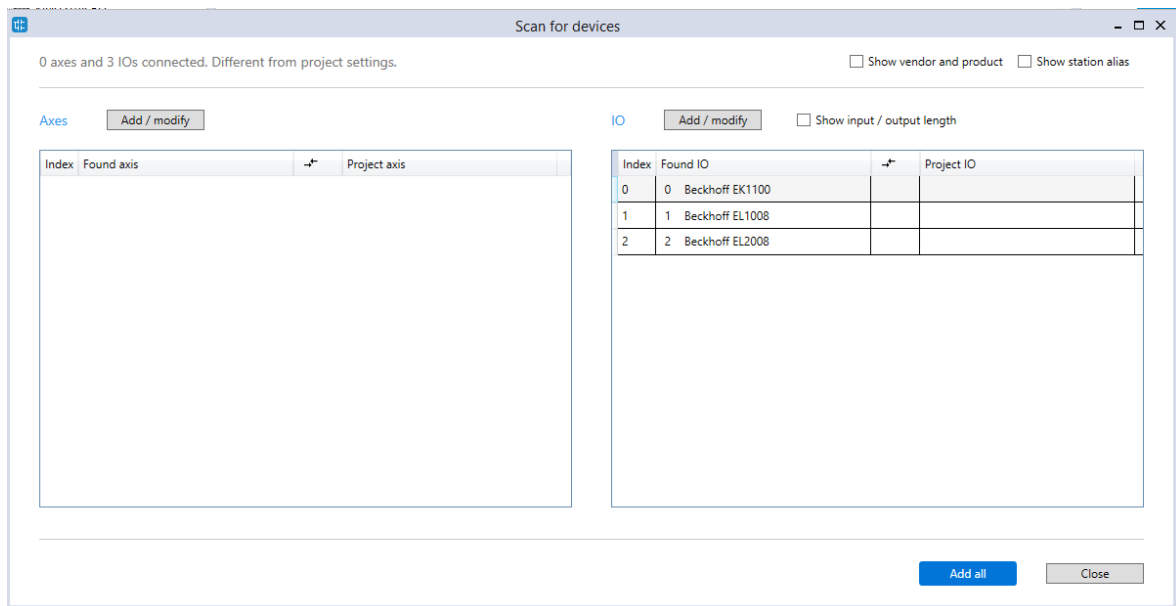 Scan for devices
0 axes and 3 IOs connected. Different from project settings.
Show vendor and product
Show station alias
Axes
Add / modify
Index Found axis Project axis
IO
Add / modify
Show input / output length
Index Found IO Project IO
0 0 Beckhoff EK1100
1 1 Beckhoff EL1008
2 2 Beckhoff EL2008
Add all
Close